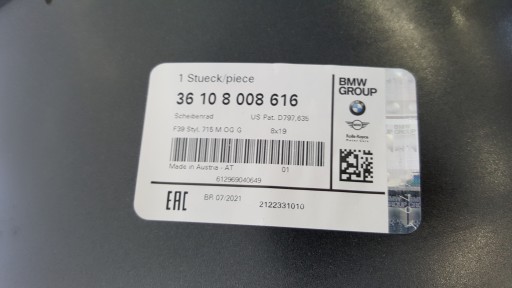 1 Stueck/piece
36 10 8 008 616
Scheibenrad US Pat. D797,63
F39 Styl. 715 M OG G 8x19
Made in Austria - AT 01
612969040649
BMW
GROUP
EAC
BR 07/2021
2122331010